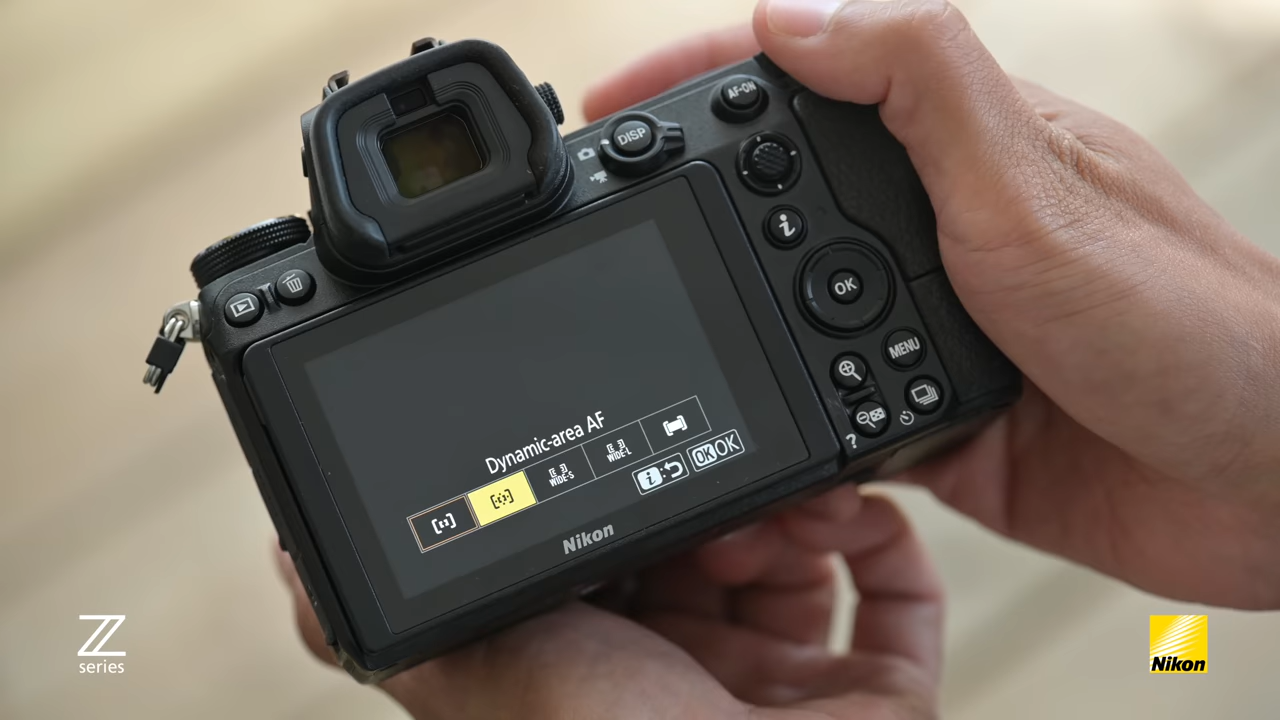 AF-ON
DISP
i
OK
MENU
?
Dynamic-area AF
WIDE-S
WIDE-L
i
OK OK
Nikon
Z
series
Nikon